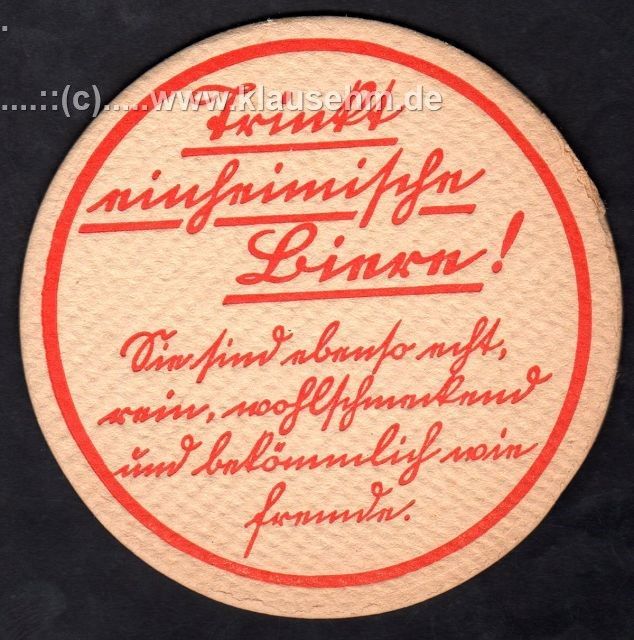 .....::(c).....www.klausehm.de
Trinkt
einheimische
Biere!
Sie sind ebenso echt,
rein, wohlschmeckend
und bekömmlich wie
fremde.